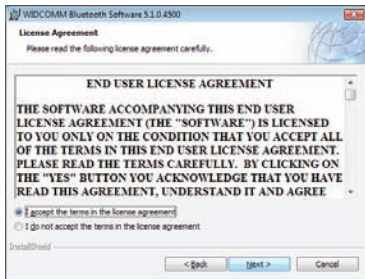 WIDCOMM Bluetooth Software 5.1.0.4500
License Agreement
Please read the following license agreement carefully.
END USER LICENSE AGREEMENT
THE SOFTWARE ACCOMPANYING THIS END USER
LICENSE AGREEMENT (THE "SOFTWARE") IS LICENSED
TO YOU ONLY ON THE CONDITION THAT YOU ACCEPT ALL
OF THE TERMS IN THIS END USER LICENSE AGREEMENT.
PLEASE READ THE TERMS CAREFULLY. BY CLICKING ON
THE "YES" BUTTON YOU ACKNOWLEDGE THAT YOU HAVE
READ THIS AGREEMENT, UNDERSTAND IT AND AGREE
I accept the terms in the license agreement
I do not accept the terms in the license agreement
InstallShield
< Back Next > Cancel